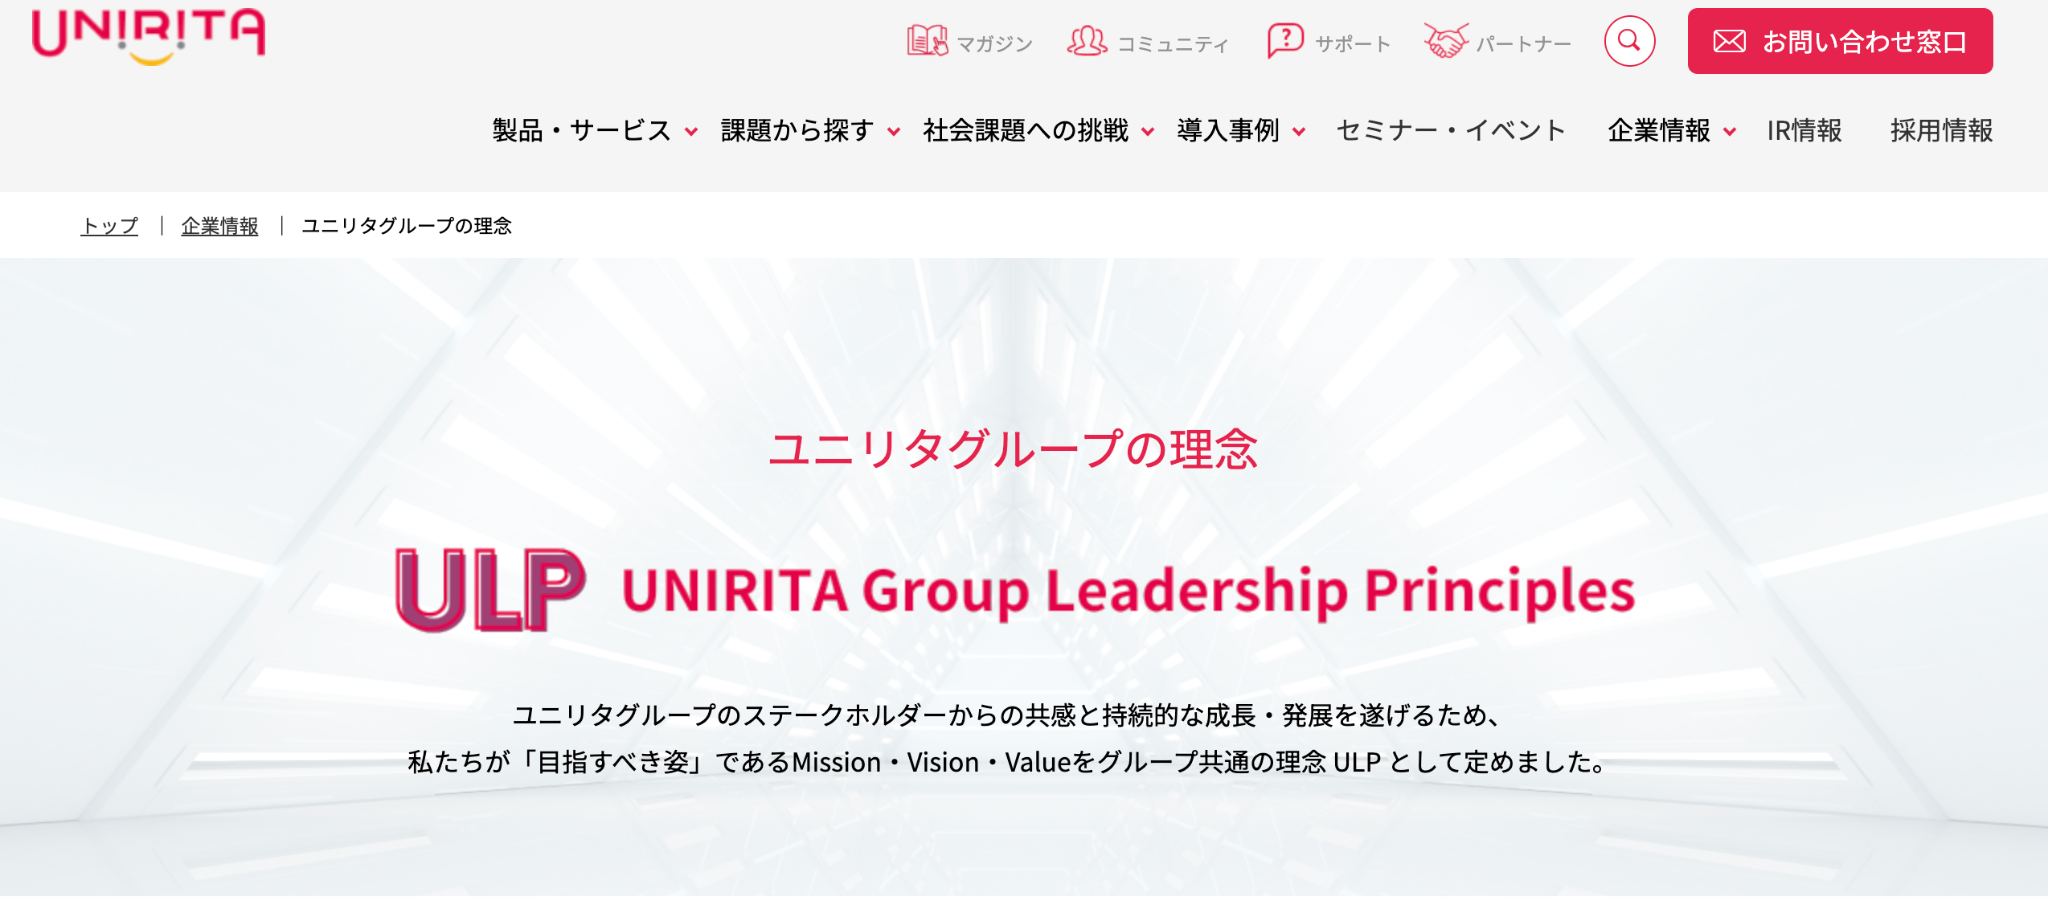 UNIRITA
マガジン コミュニティ サポート パートナー お問い合わせ窓口
製品・サービス 課題から探す 社会課題への挑戦 導入事例 セミナー・イベント 企業情報 IR情報 採用情報
トップ | 企業情報 | ユニリタグループの理念
ユニリタグループの理念
ULP UNIRITA Group Leadership Principles
ユニリタグループのステークホルダーからの共感と持続的な成長・発展を遂げるため、
私たちが「目指すべき姿」であるMission・Vision・Valueをグループ共通の理念 ULP として定めました。